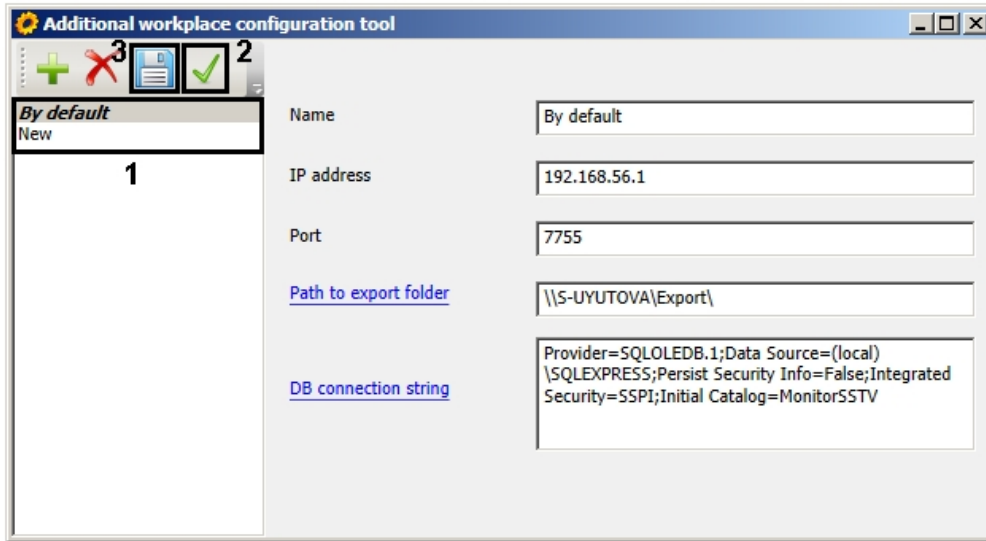 Additional workplace configuration tool
3 2
By default
New
1
Name
By default
IP address
192.168.56.1
Port
7755
Path to export folder
\\S-UYUTOVA\Export\
DB connection string
Provider=SQLOLEDB.1;Data Source=(local)
\SQLEXPRESS;Persist Security Info=False;Integrated
Security=SSPI;Initial Catalog=MonitorSSTV